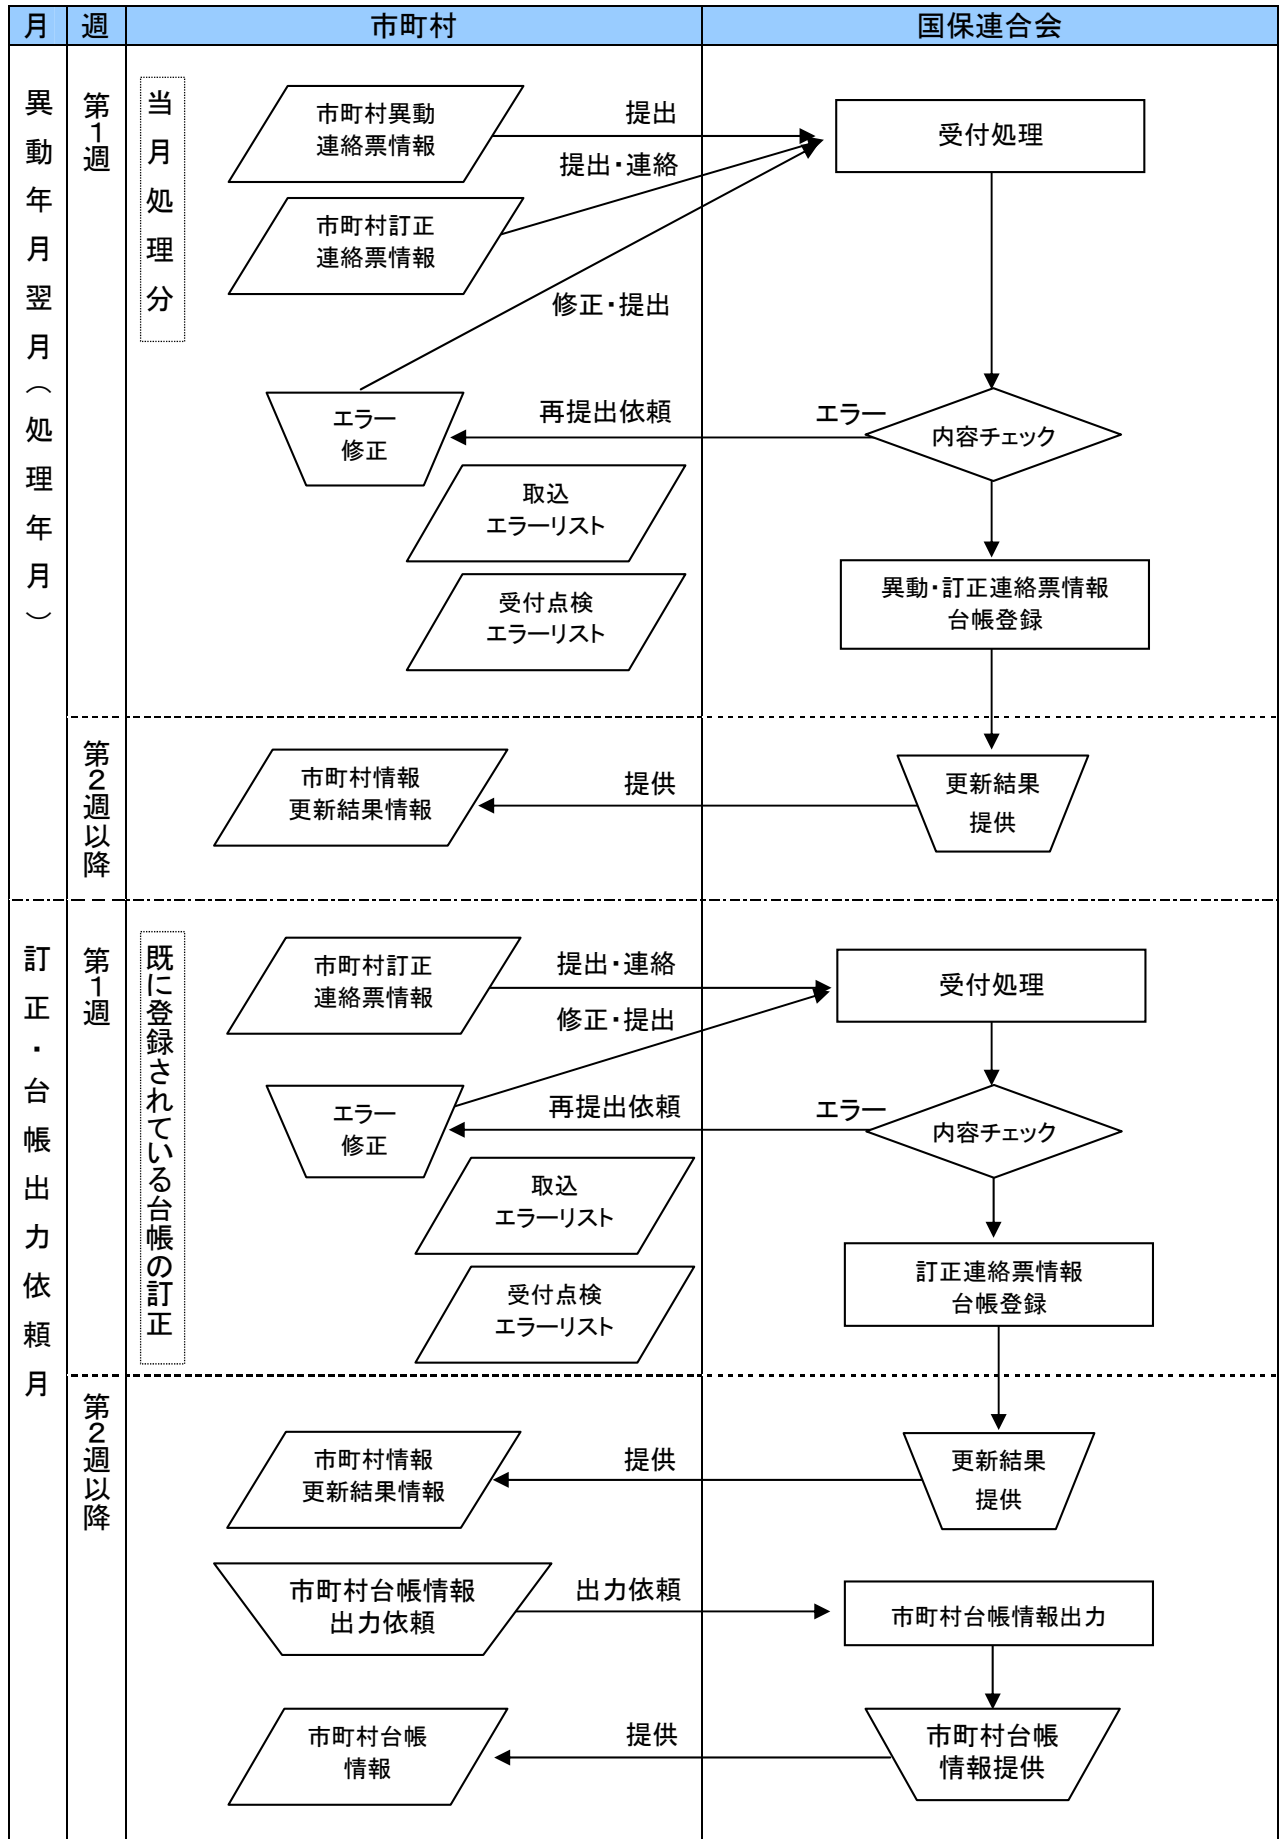 月
週
市町村
国保連合会
異動年月翌月（処理年月）
第1週
当月処理分
市町村異動
連絡票情報
提出
受付処理
提出・連絡
市町村訂正
連絡票情報
修正・提出
エラー
修正
再提出依頼
エラー
内容チェック
取込
エラーリスト
受付点検
エラーリスト
異動・訂正連絡票情報
台帳登録
第2週以降
市町村情報
更新結果情報
提供
更新結果
提供
訂正・台帳出力依頼月
第1週
既に登録されている台帳の訂正
市町村訂正
連絡票情報
提出・連絡
受付処理
修正・提出
エラー
修正
再提出依頼
エラー
内容チェック
取込
エラーリスト
受付点検
エラーリスト
訂正連絡票情報
台帳登録
第2週以降
市町村情報
更新結果情報
提供
更新結果
提供
市町村台帳情報
出力依頼
出力依頼
市町村台帳情報出力
市町村台帳
情報
提供
市町村台帳
情報提供